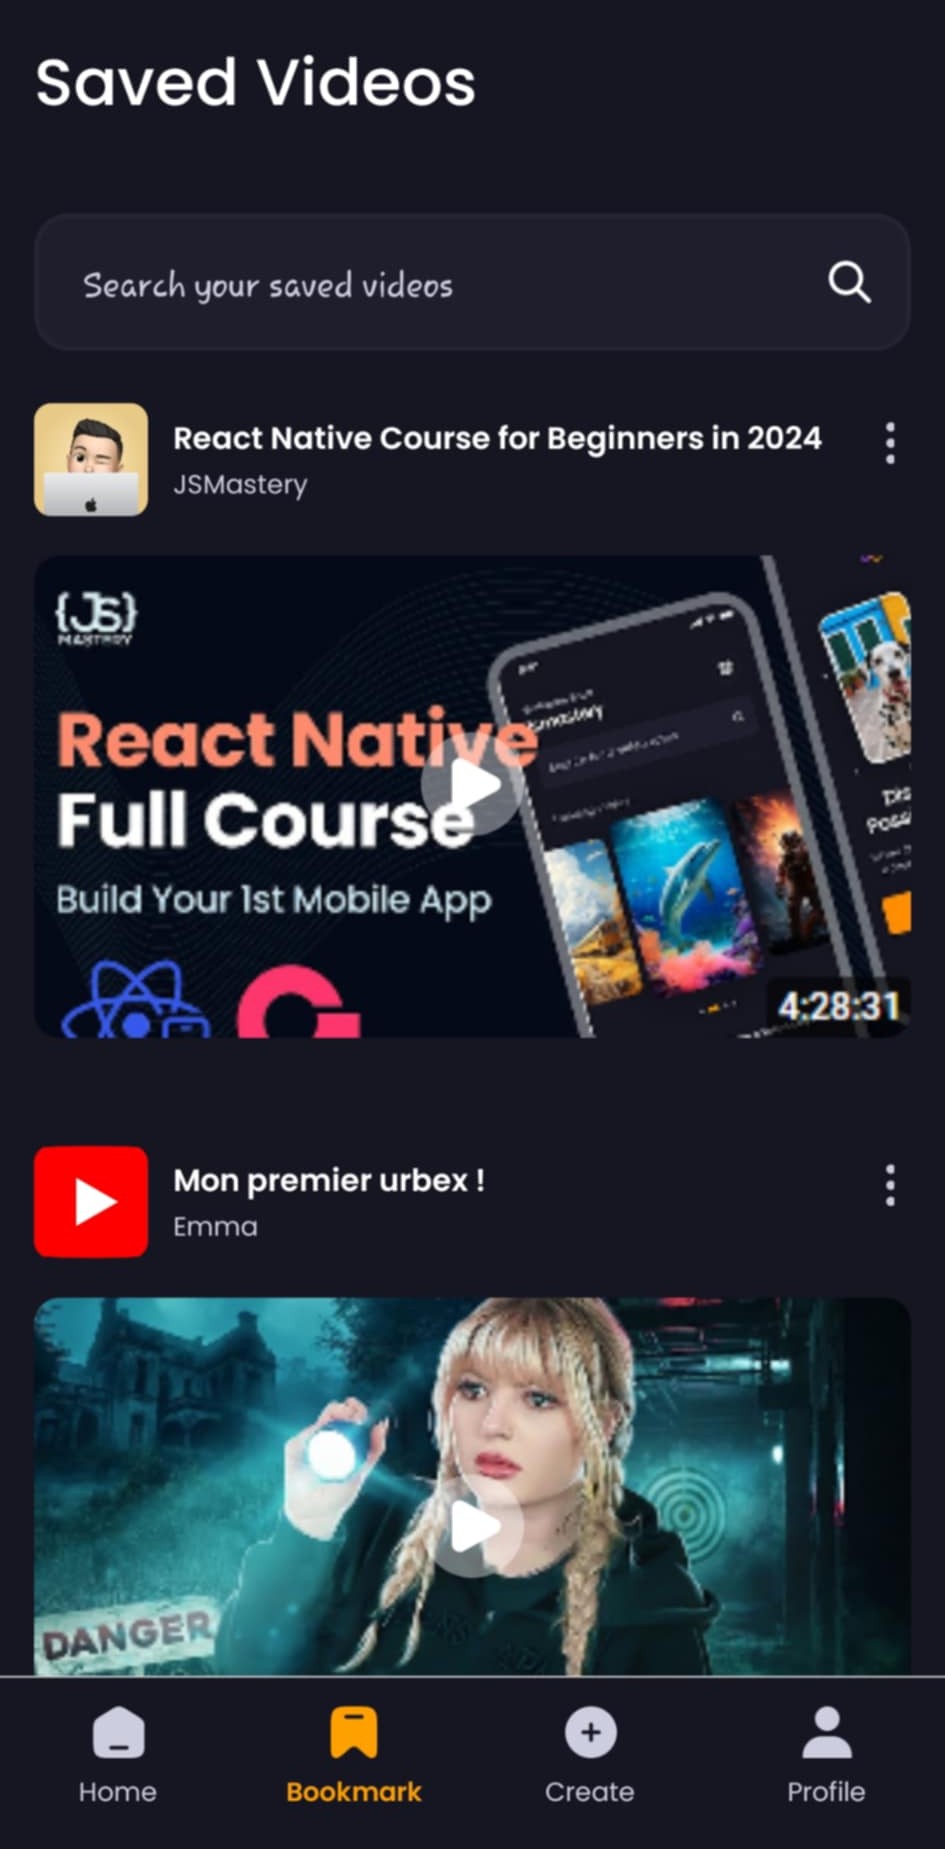 Saved Videos
Search your saved videos
React Native Course for Beginners in 2024
JSMastery
{JS}
MASTERY
React Native
Full Course
Build Your 1st Mobile App
4:28:31
Mon premier urbex !
Emma
DANGER
Home
Bookmark
Create
Profile